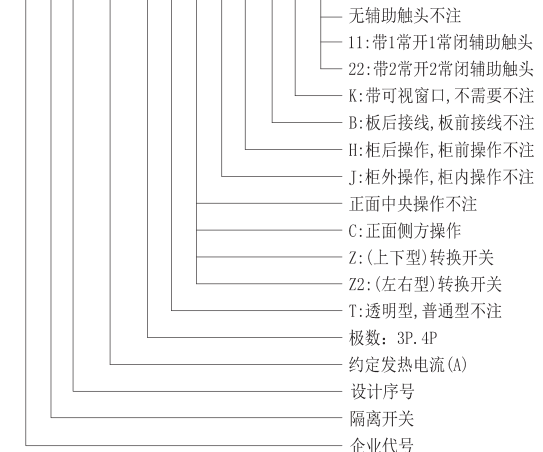 无辅助触头不注
11:带1常开1常闭辅助触头
22:带2常开2常闭辅助触头
K:带可视窗口,不需要不注
B:板后接线,板前接线不注
H:柜后操作,柜前操作不注
J:柜外操作,柜内操作不注
正面中央操作不注
C:正面侧方操作
Z:(上下型)转换开关
Z2:(左右型)转换开关
T:透明型,普通型不注
极数: 3P.4P
约定发热电流(A)
设计序号
隔离开关
企业代号